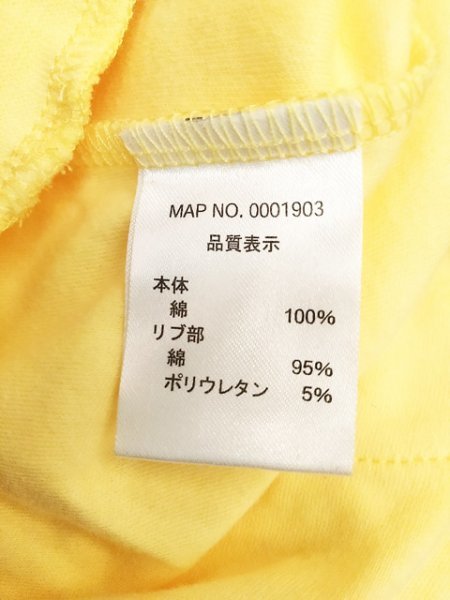 MAP NO. 0001903
品質表示
本体
綿 100%
リブ部
綿 95%
ポリウレタン 5%